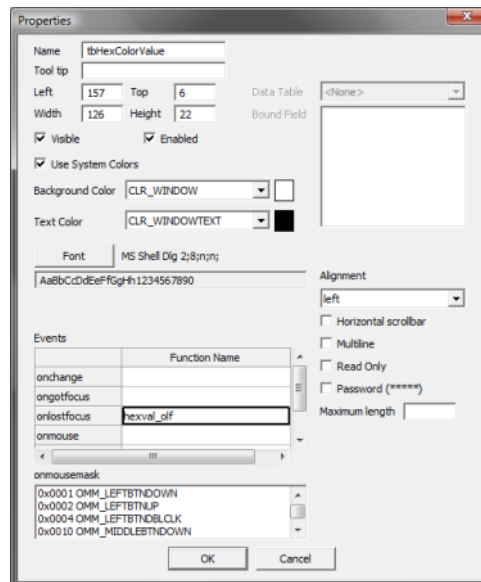 Properties
Name tbHexColorValue
Tool tip
Left 157 Top 6 Data Table <None>
Width 126 Height 22 Bound Field
Visible Enabled
Use System Colors
Background Color CLR_WINDOW
Text Color CLR_WINDOWTEXT
Font MS Shell Dlg 2;8;n;n;
AaBbCcDdEeFfGgHh1234567890
Alignment
left
Horizontal scrollbar
Multiline
Read Only
Password (*****)
Maximum length
Events
Function Name
onchange
ongotfocus
onlostfocus hexval_olf
onmouse
onmousemask
0x0001 OMM_LEFTBTNDOWN
0x0002 OMM_LEFTBTNUP
0x0004 OMM_LEFTBTNDBLCLK
0x0010 OMM_MIDDLEBTNDOWN
OK Cancel